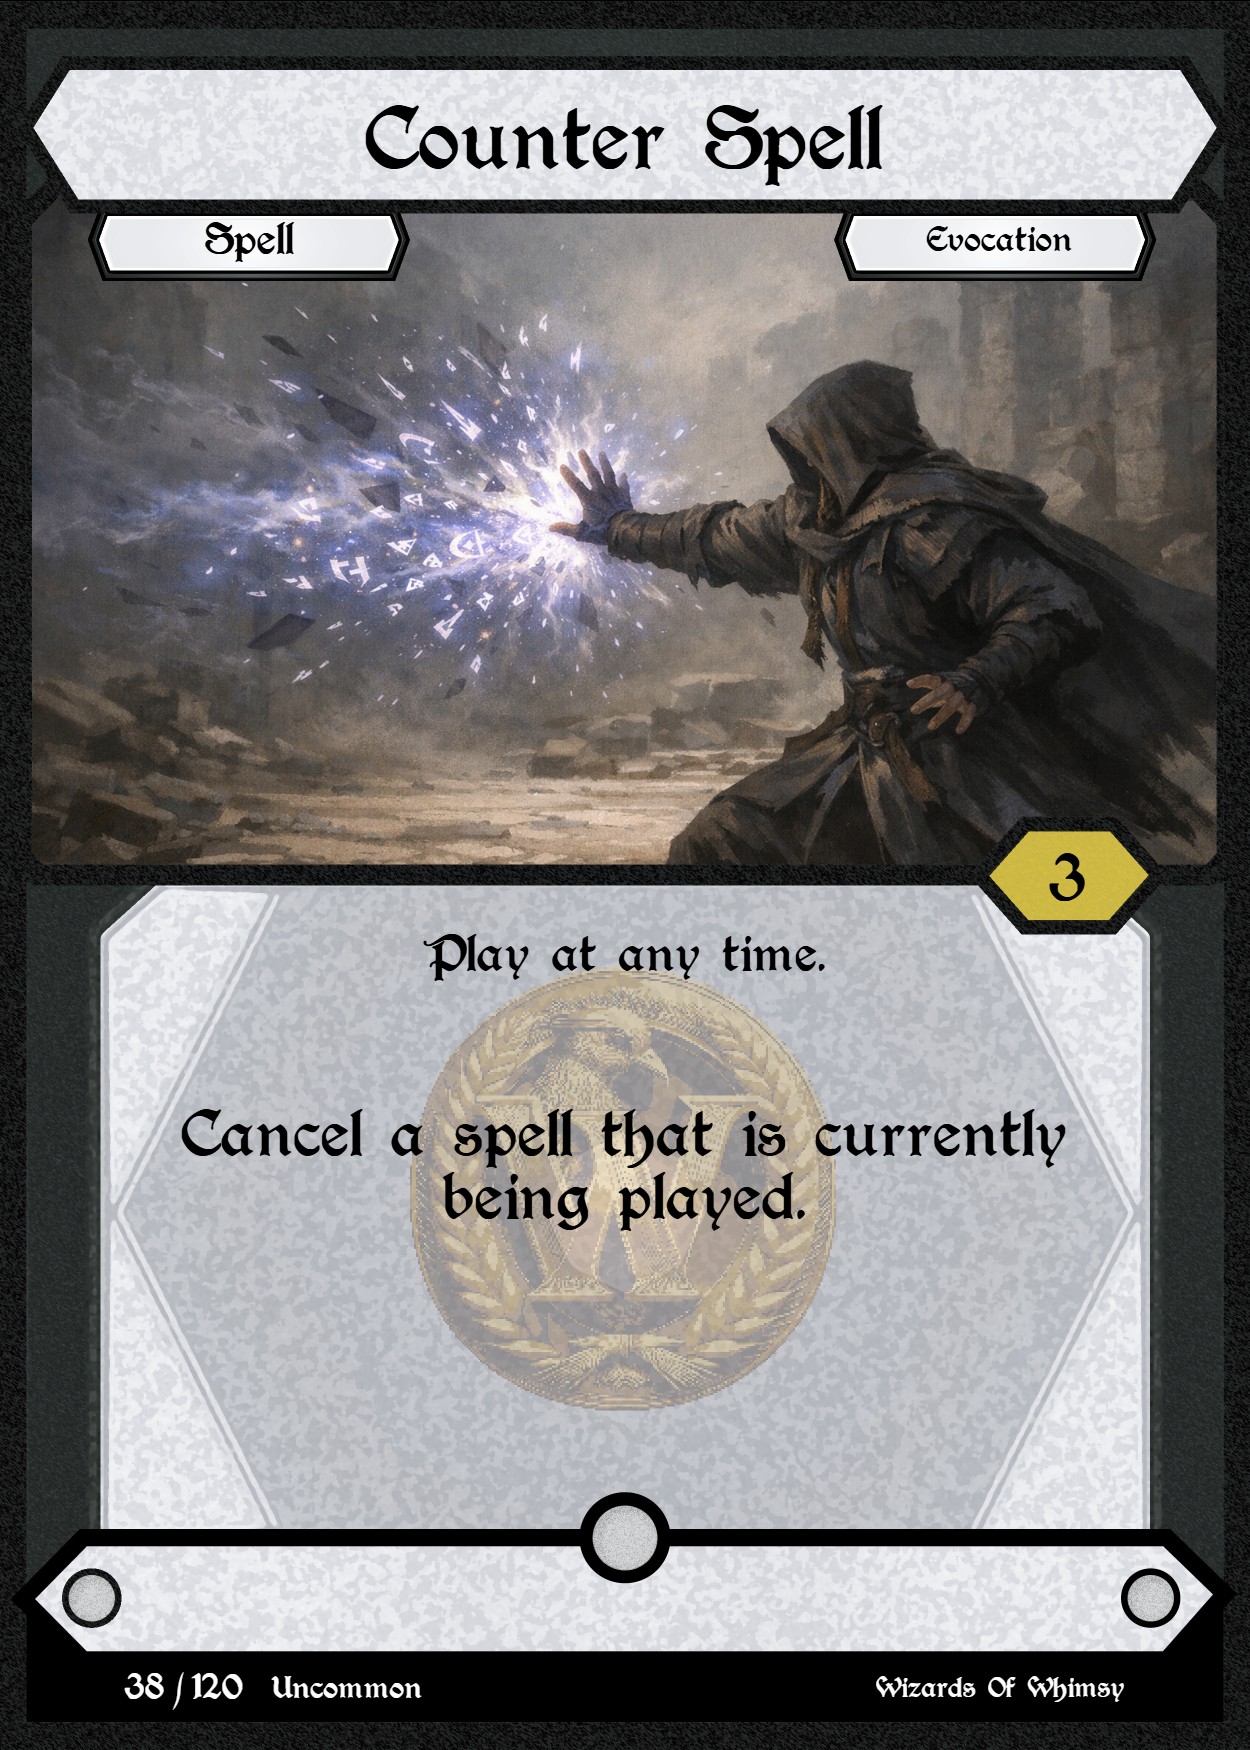 Counter Spell
Spell
Evocation
3
Play at any time.
Cancel a spell that is currently
being played.
W
38 / 120 Uncommon
Wizards Of Whimsy